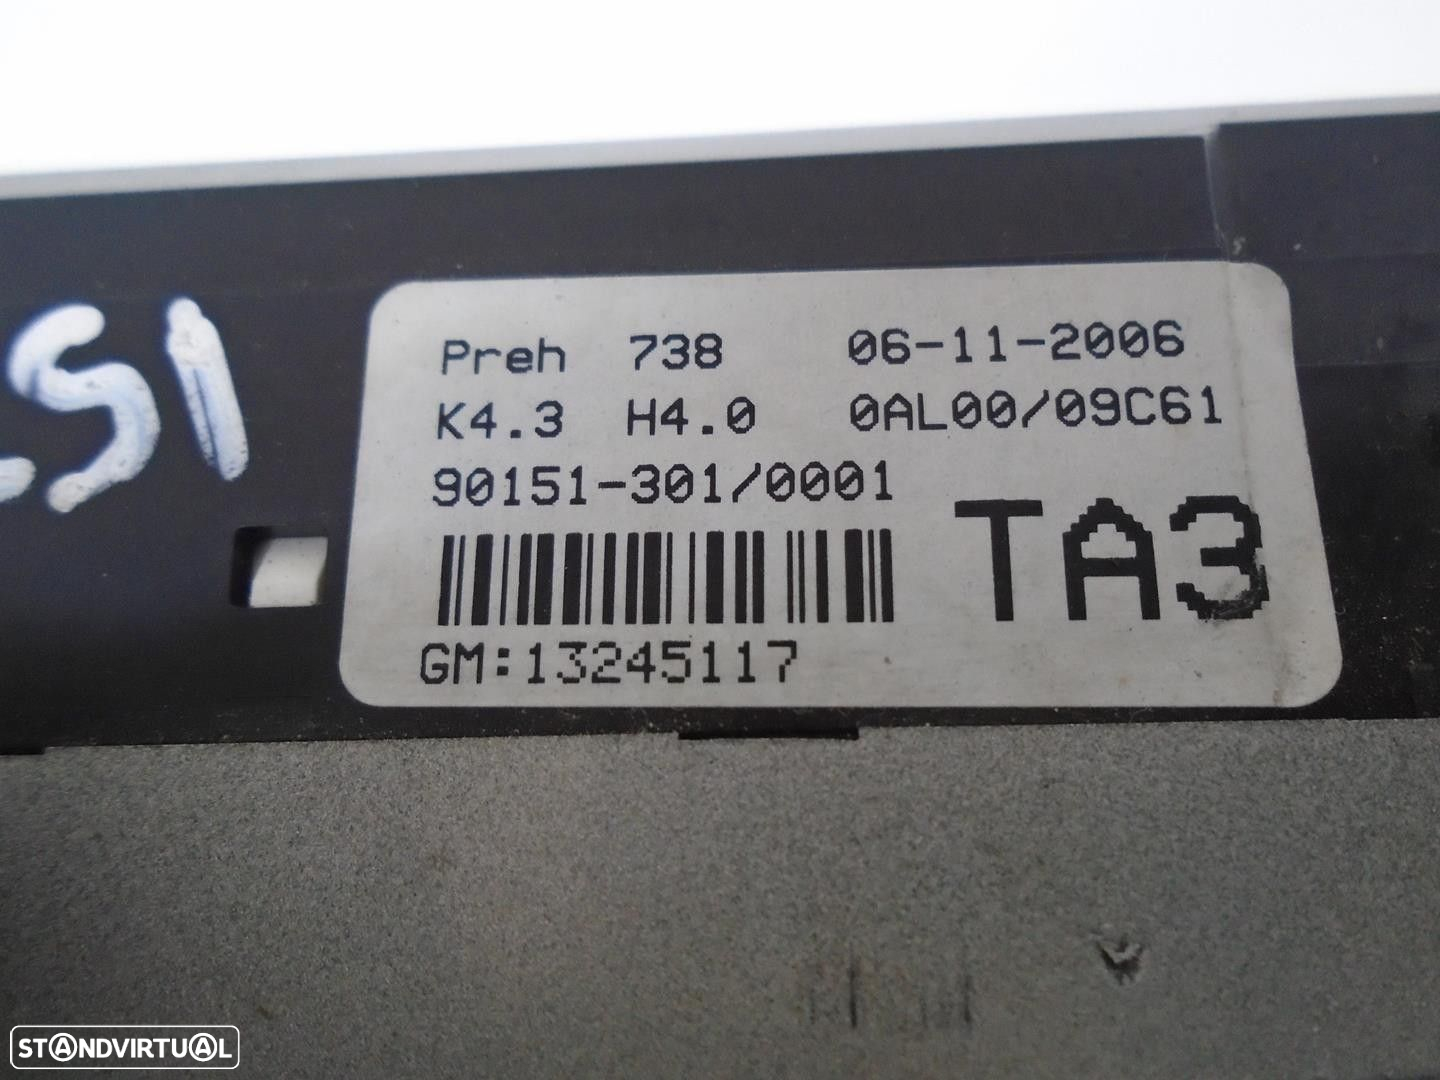 Preh 738 06-11-2006
K4.3 H4.0 0AL00/09C61
90151-301/0001
TA3
GM:13245117
STANDVIRTUAL